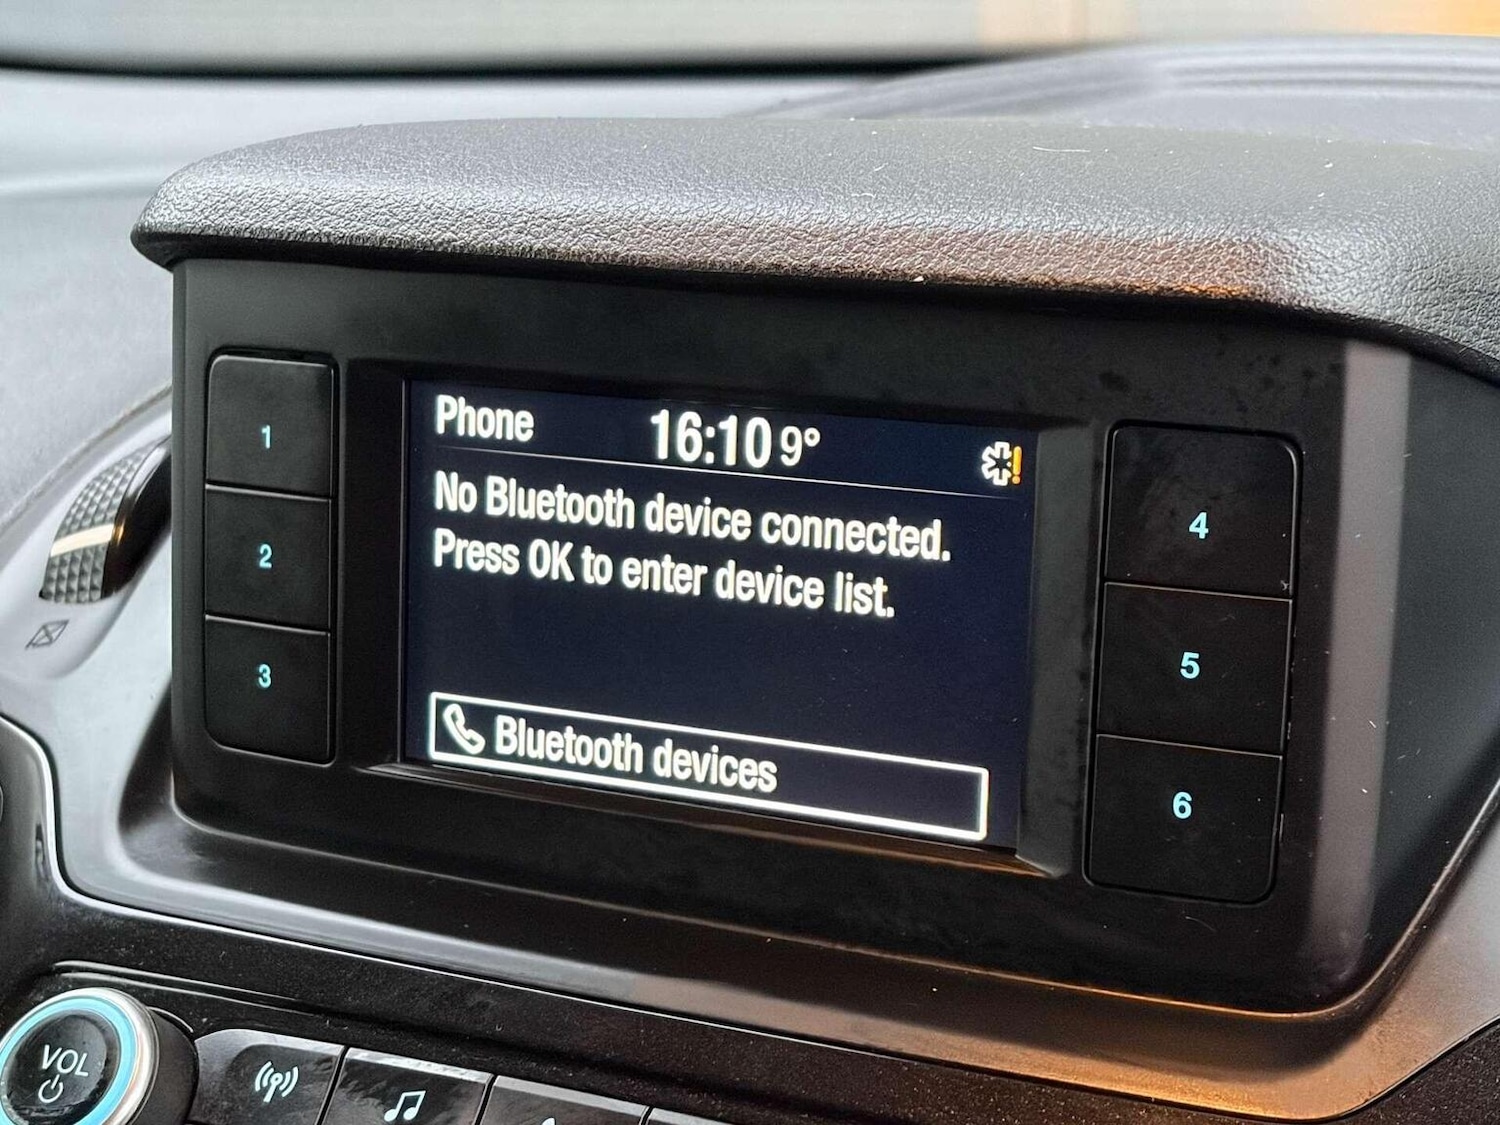 Phone 16:10 9°
No Bluetooth device connected.
Press OK to enter device list.
Bluetooth devices
1
2
3
4
5
6
VOL